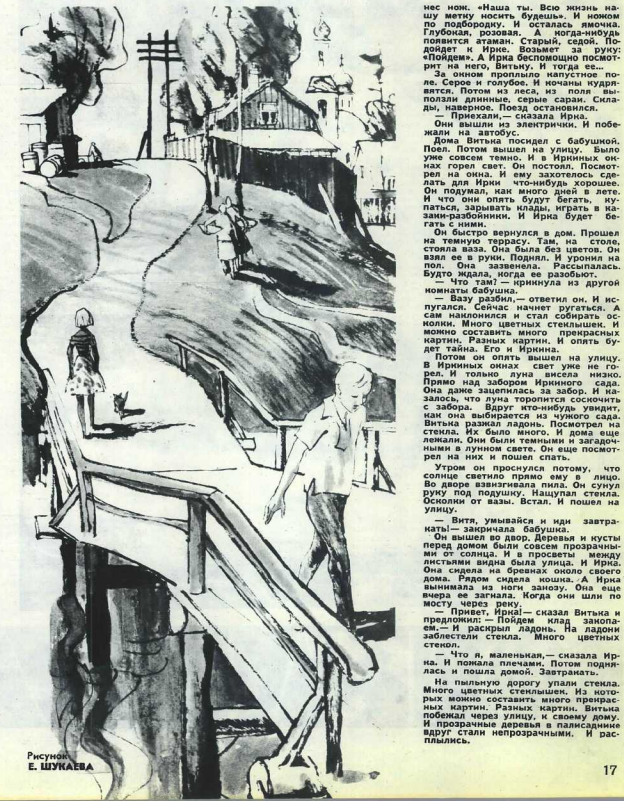 нес нож. «Наша ты. Всю жизнь на-
шу метку носить будешь». И ножом
по подбородку. И осталась ямочка.
Глубокая, розовая. А когда-нибудь
появится атаман. Старый, седой. По-
дойдет к Ирке. Возьмет за руку:
«Пойдем». А Ирка беспомощно посмот-
рит на него, Витьку. И тогда ее...
За окном проплыло капустное по-
ле. Серое и голубое. И кочаны кудря-
вятся. Потом из леса, из поля вы-
ползли длинные, серые сараи. Скла-
ды, наверное. Поезд остановился.
— Приехали,— сказала Ирка.
Они вышли из электрички. И побе-
жали на автобус.
Дома Витька посидел с бабушкой.
Поел. Потом вышел на улицу. Было
уже совсем темно. И в Иркиных ок-
нах горел свет. Он постоял. Посмот-
рел на окна. И ему захотелось сде-
лать для Ирки что-нибудь хорошее.
Он подумал, как много дней в лете.
И что они опять будут бегать, ку-
паться, зарывать клады, играть в ка-
заки-разбойники. И Ирка будет бе-
гать с ними.
Он быстро вернулся в дом. Прошел
на темную террасу. Там, на столе,
стояла ваза. Она была без цветов. Он
взял ее в руки. Поднял. И уронил на
пол. Она зазвенела. Рассыпалась.
Будто ждала, когда ее разобьют.
— Что там? — крикнула из другой
комнаты бабушка.
— Вазу разбил,— ответил он. И ис-
пугался. Сейчас начнет ругаться. А
сам наклонился и стал собирать ос-
колки. Много цветных стеклышек. И
можно составить много прекрасных
картин. Разных картин. И опять бу-
дет тайна. Его и Иркина.
Потом он опять вышел на улицу.
В Иркиных окнах свет уже не го-
рел. И только луна висела низко.
Прямо над забором Иркиного сада.
Она даже зацепилась за забор. И ка-
залось, что луна торопится соскочить
с забора. Вдруг кто-нибудь увидит,
как она выбирается из чужого сада.
Витька разжал ладонь. Посмотрел на
стекла. Их было много. И дома еще
лежали. Они были темными и загадоч-
ными в лунном свете. Он еще посмот-
рел на них и пошел спать.
Утром он проснулся потому, что
солнце светило прямо ему в лицо.
Во дворе взвизгивала пила. Он сунул
руку под подушку. Нащупал стекла.
Осколки от вазы. Встал. И пошел на
улицу.
— Витя, умывайся и иди завтра-
кать!— закричала бабушка.
Он вышел во двор. Деревья и кусты
перед домом были совсем прозрачны-
ми от солнца. И в просветы между
листьями видна была улица. И Ирка.
Она сидела на бревнах около своего
дома. Рядом сидела кошка. А Ирка
вынимала из ноги занозу. Она еще
вчера ее загнала. Когда они шли по
мосту через реку.
— Привет, Ирка!— сказал Витька и
предложил: — Пойдем клад закопа-
ем.— И раскрыл ладонь. На ладони
заблестели стекла. Много цветных
стекол.
— Что я, маленькая,— сказала Ир-
ка. И пожала плечами. Потом подня-
лась и пошла домой. Завтракать.
На пыльную дорогу упали стекла.
Много цветных стеклышек. Из кото-
рых можно составить много прекрас-
ных картин. Разных картин. Витька
побежал через улицу, к своему дому.
И прозрачные деревья в палисаднике
вдруг стали непрозрачными. И рас-
плылись.
Рисунок
Е. ШУКАЕВА
17